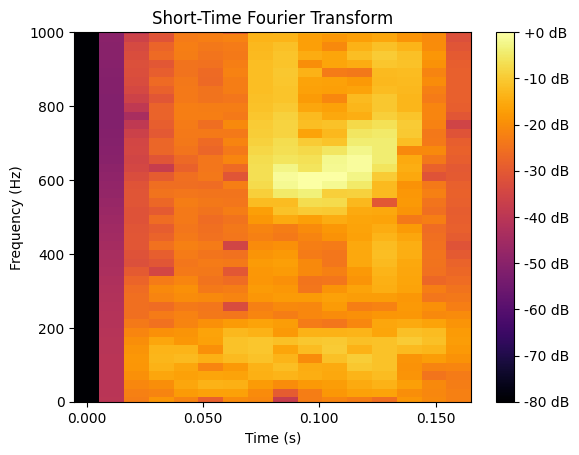 Short-Time Fourier Transform
1000
800
600
400
200
0
Frequency (Hz)
0.000
0.050
0.100
0.150
Time (s)
+0 dB
-10 dB
-20 dB
-30 dB
-40 dB
-50 dB
-60 dB
-70 dB
-80 dB